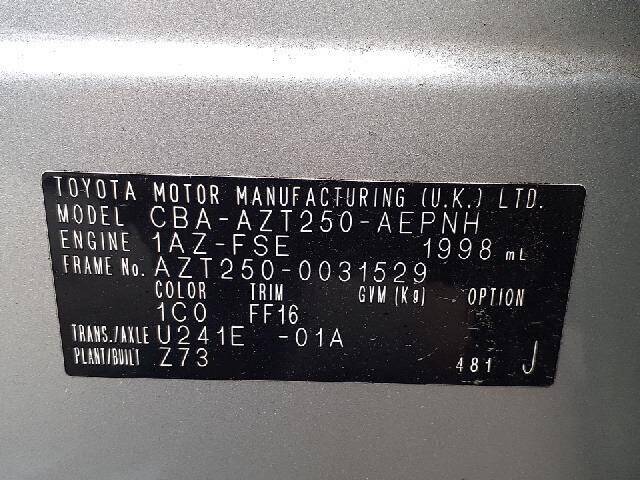 TOYOTA MOTOR MANUFACTURING (U.K.) LTD.
MODEL CBA-AZT250-AEPNH
ENGINE 1AZ-FSE 1998 mL
FRAME No. AZT250-0031529
COLOR TRIM GVM (Kg) OPTION
1C0 FF16
TRANS./AXLE U241E -01A
PLANT/BUILT Z73 481 J